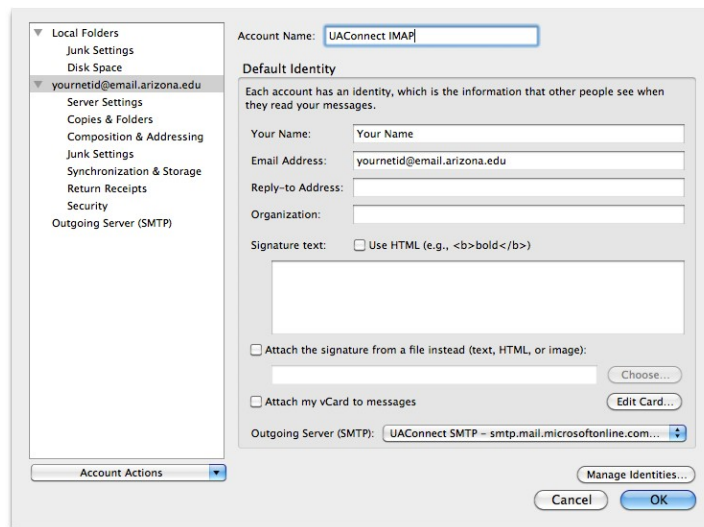 Local Folders
Junk Settings
Disk Space
yournetid@email.arizona.edu
Server Settings
Copies & Folders
Composition & Addressing
Junk Settings
Synchronization & Storage
Return Receipts
Security
Outgoing Server (SMTP)
Account Actions
Account Name: UAConnect IMAP
Default Identity
Each account has an identity, which is the information that other people see when
they read your messages.
Your Name: Your Name
Email Address: yournetid@email.arizona.edu
Reply-to Address:
Organization:
Signature text: Use HTML (e.g., <b>bold</b>)
Attach the signature from a file instead (text, HTML, or image):
Choose...
Attach my vCard to messages Edit Card...
Outgoing Server (SMTP): UAConnect SMTP – smtp.mail.microsoftonline.com...
Manage Identities...
Cancel OK